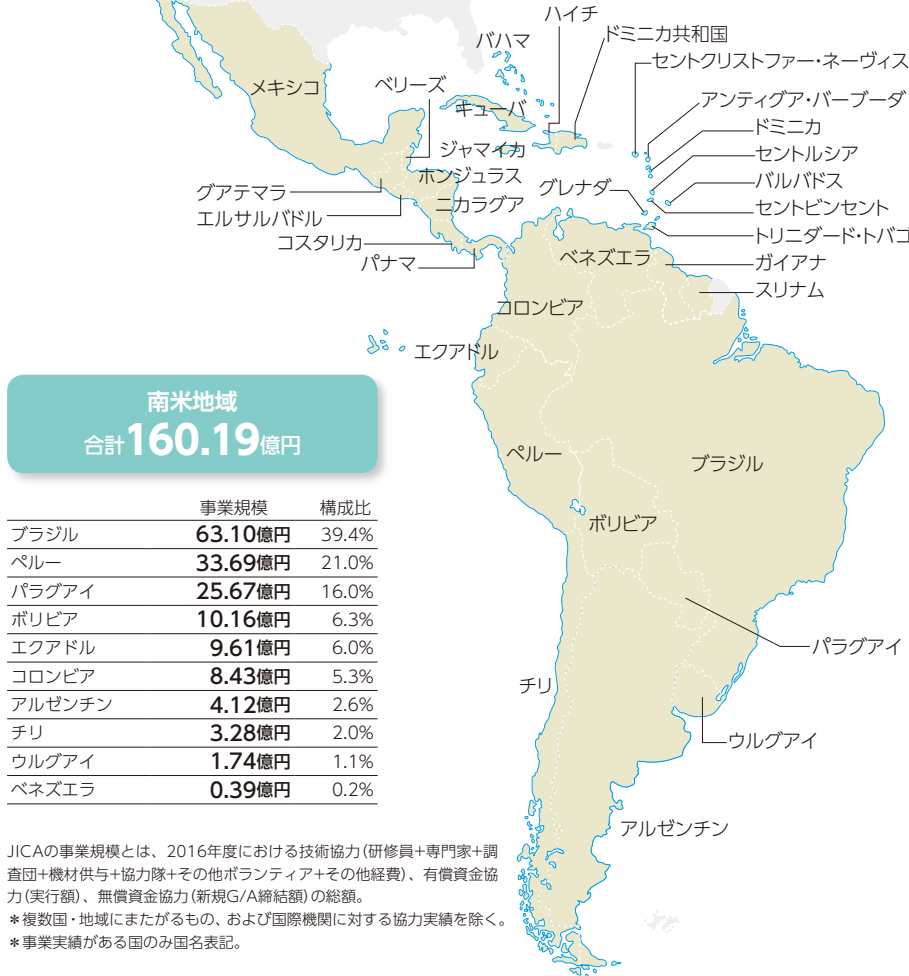 ハイチ
バハマ
ドミニカ共和国
セントクリストファー・ネーヴィス
メキシコ
ベリーズ
キューバ
アンティグア・バーブーダ
ドミニカ
ジャマイカ
セントルシア
ホンジュラス
バルバドス
グアテマラ
グレナダ
ニカラグア
セントビンセント
エルサルバドル
トリニダード・トバゴ
コスタリカ
パナマ
ベネズエラ
ガイアナ
スリナム
コロンビア
エクアドル
南米地域
合計160.19億円
ペルー
ブラジル
ボリビア
パラグアイ
チリ
ウルグアイ
アルゼンチン
事業規模 構成比
ブラジル 63.10億円 39.4%
ペルー 33.69億円 21.0%
パラグアイ 25.67億円 16.0%
ボリビア 10.16億円 6.3%
エクアドル 9.61億円 6.0%
コロンビア 8.43億円 5.3%
アルゼンチン 4.12億円 2.6%
チリ 3.28億円 2.0%
ウルグアイ 1.74億円 1.1%
ベネズエラ 0.39億円 0.2%
JICAの事業規模とは、2016年度における技術協力(研修員+専門家+調
査団+機材供与+協力隊+その他ボランティア+その他経費)、有償資金協
力(実行額)、無償資金協力(新規G/A締結額)の総額。
*複数国・地域にまたがるもの、および国際機関に対する協力実績を除く。
*事業実績がある国のみ国名表記。